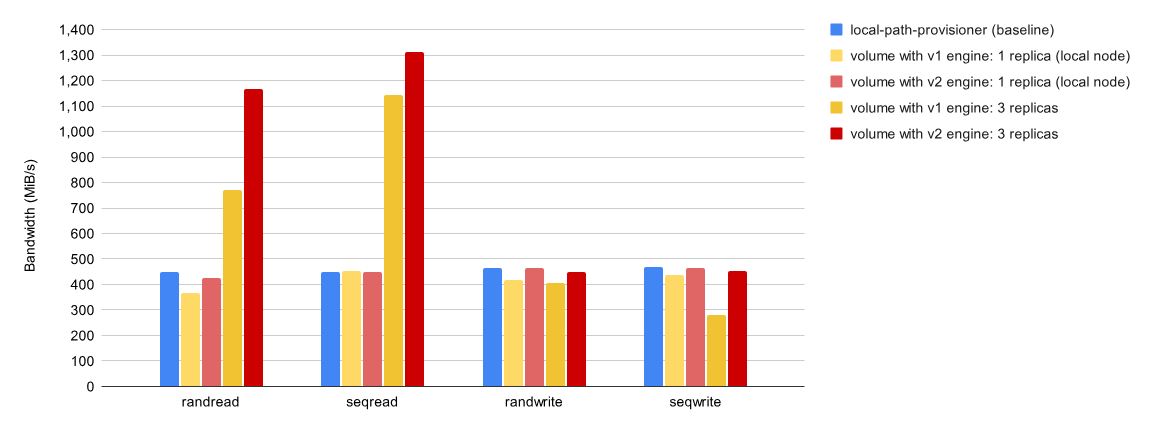 1,400
1,300
1,200
1,100
1,000
900
800
700
600
500
400
300
200
100
0
Bandwidth (MiB/s)
randread
seqread
randwrite
seqwrite
local-path-provisioner (baseline)
volume with v1 engine: 1 replica (local node)
volume with v2 engine: 1 replica (local node)
volume with v1 engine: 3 replicas
volume with v2 engine: 3 replicas